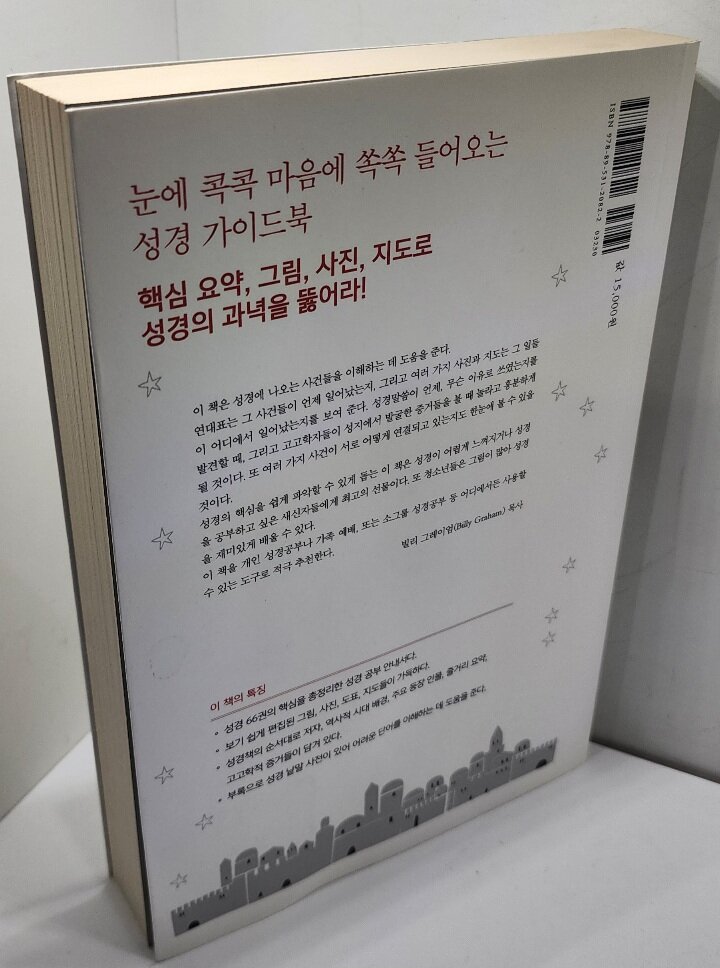 눈에 콕콕 마음에 쏙쏙 들어오는
성경 가이드북
핵심 요약, 그림, 사진, 지도로
성경의 과녁을 뚫어라!
이 책은 성경에 나오는 사건들을 이해하는 데 도움을 준다.
연대표는 그 사건들이 언제 일어났는지, 그리고 여러 가지 사진과 지도는 그 일들
이 어디에서 일어났는지를 보여 준다. 성경말씀이 언제, 무슨 이유로 쓰였는지를
발견할 때, 그리고 고고학자들이 성지에서 발굴한 증거들을 볼 때 놀라고 흥분하게
될 것이다. 또 여러 가지 사건이 서로 어떻게 연결되고 있는지도 한눈에 볼 수 있을
것이다.
성경의 핵심을 쉽게 파악할 수 있게 돕는 이 책은 성경이 어렵게 느껴지거나 성경
을 공부하고 싶은 새신자들에게 최고의 선물이다. 또 청소년들은 그림이 많아 성경
을 재미있게 배울 수 있다.
이 책을 개인 성경공부나 가족 예배, 또는 소그룹 성경공부 등 어디에서든 사용할
수 있는 도구로 적극 추천한다.
빌리 그레이엄(Billy Graham) 목사
이 책의 특징
• 성경 66권의 핵심을 총정리한 성경 공부 안내서다.
• 보기 쉽게 편집된 그림, 사진, 도표, 지도들이 가득하다.
• 성경책의 순서대로 저자, 역사적 시대 배경, 주요 등장 인물, 줄거리 요약,
고고학적 증거들이 담겨 있다.
• 부록으로 성경 낱말 사전이 있어 어려운 단어를 이해하는 데 도움을 준다.
ISBN 978-89-531-2082-2 03230
값 15,000원